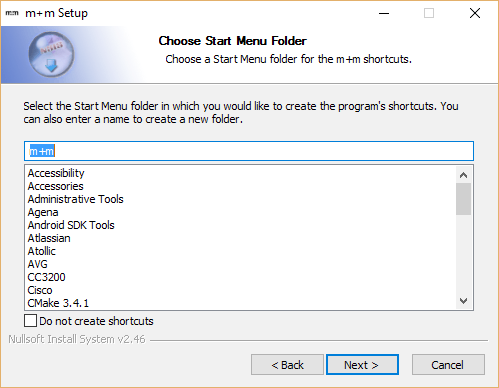 m+m m+m Setup
Choose Start Menu Folder
Choose a Start Menu folder for the m+m shortcuts.
Select the Start Menu folder in which you would like to create the program's shortcuts. You
can also enter a name to create a new folder.
m+m
Accessibility
Accessories
Administrative Tools
Agena
Android SDK Tools
Atlassian
Atollic
AVG
CC3200
Cisco
CMake 3.4.1
Do not create shortcuts
Nullsoft Install System v2.46
< Back Next > Cancel